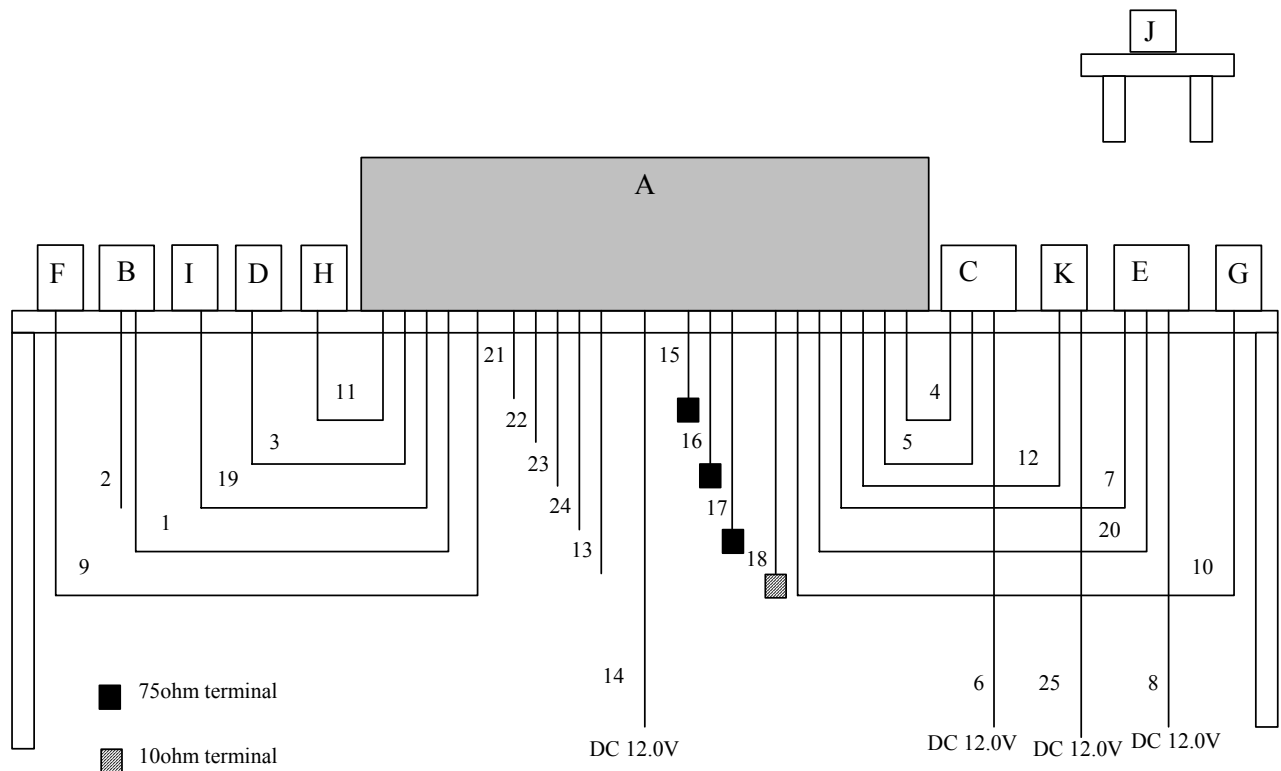 J
A
F B I D H C K E G
21 15
11 22 4
3 16 5
23 12
2 19 24 17 7
1 13 20
9 18 10
14 6 25 8
75ohm terminal
DC 12.0V DC 12.0V DC 12.0V DC 12.0V
10ohm terminal